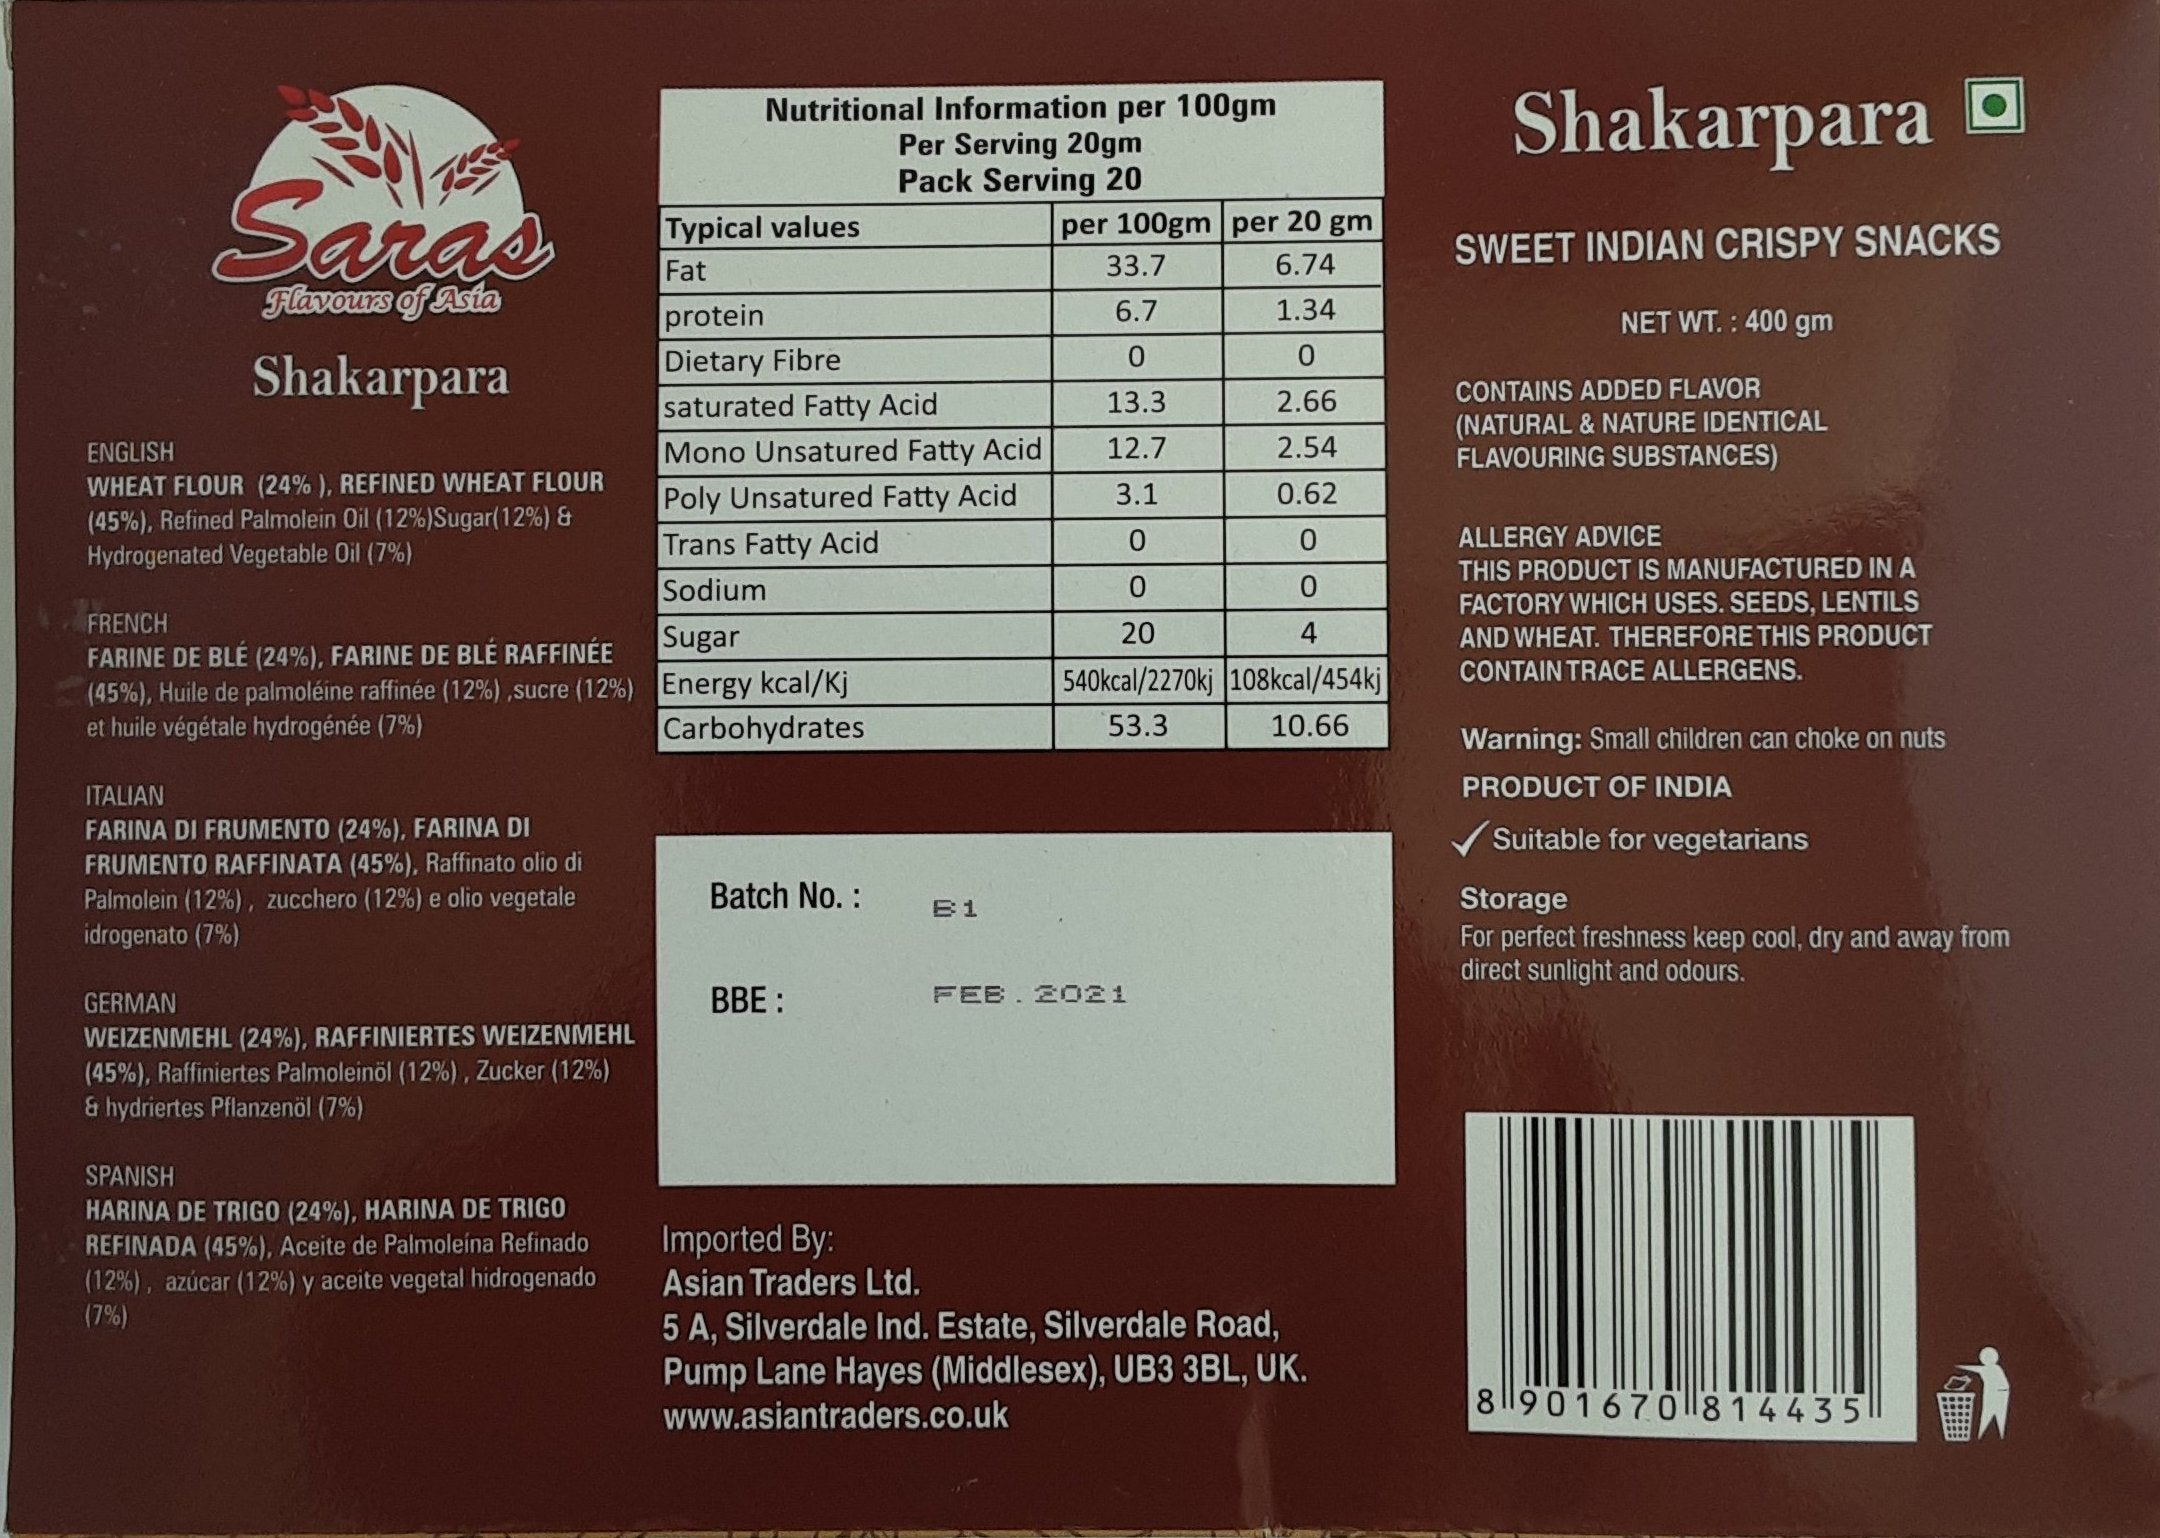 Saras
Flavours of Asia
Shakarpara
ENGLISH
WHEAT FLOUR (24% ), REFINED WHEAT FLOUR
(45%), Refined Palmolein Oil (12%)Sugar(12%) &
Hydrogenated Vegetable Oil (7%)
FRENCH
FARINE DE BLÉ (24%), FARINE DE BLÉ RAFFINÉE
(45%), Huile de palmoléine raffinée (12%) ,sucre (12%)
et huile végétale hydrogénée (7%)
ITALIAN
FARINA DI FRUMENTO (24%), FARINA DI
FRUMENTO RAFFINATA (45%), Raffinato olio di
Palmolein (12%) , zucchero (12%) e olio vegetale
idrogenato (7%)
GERMAN
WEIZENMEHL (24%), RAFFINIERTES WEIZENMEHL
(45%), Raffiniertes Palmoleinöl (12%) , Zucker (12%)
& hydriertes Pflanzenöl (7%)
SPANISH
HARINA DE TRIGO (24%), HARINA DE TRIGO
REFINADA (45%), Aceite de Palmoleína Refinado
(12%) , azúcar (12%) y aceite vegetal hidrogenado
(7%)
Nutritional Information per 100gm
Per Serving 20gm
Pack Serving 20
Typical values per 100gm per 20 gm
Fat 33.7 6.74
protein 6.7 1.34
Dietary Fibre 0 0
saturated Fatty Acid 13.3 2.66
Mono Unsatured Fatty Acid 12.7 2.54
Poly Unsatured Fatty Acid 3.1 0.62
Trans Fatty Acid 0 0
Sodium 0 0
Sugar 20 4
Energy kcal/Kj 540kcal/2270kj 108kcal/454kj
Carbohydrates 53.3 10.66
Batch No. : B1
BBE : FEB.2021
Imported By:
Asian Traders Ltd.
5 A, Silverdale Ind. Estate, Silverdale Road,
Pump Lane Hayes (Middlesex), UB3 3BL, UK.
www.asiantraders.co.uk
Shakarpara
SWEET INDIAN CRISPY SNACKS
NET WT. : 400 gm
CONTAINS ADDED FLAVOR
(NATURAL & NATURE IDENTICAL
FLAVOURING SUBSTANCES)
ALLERGY ADVICE
THIS PRODUCT IS MANUFACTURED IN A
FACTORY WHICH USES. SEEDS, LENTILS
AND WHEAT. THEREFORE THIS PRODUCT
CONTAIN TRACE ALLERGENS.
Warning: Small children can choke on nuts
PRODUCT OF INDIA
Suitable for vegetarians
Storage
For perfect freshness keep cool, dry and away from
direct sunlight and odours.
8 901670 814435